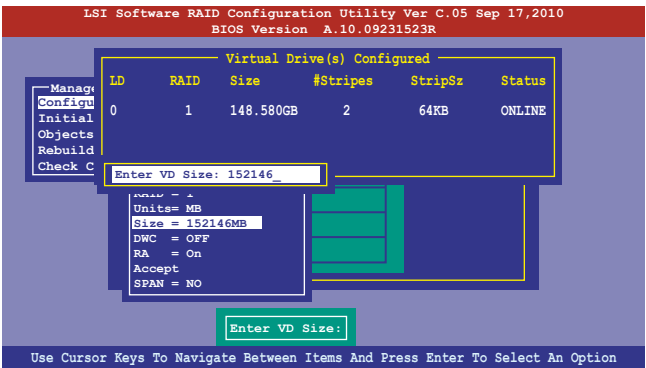 LSI Software RAID Configuration Utility Ver C.05 Sep 17,2010
BIOS Version A.10.09231523R
Virtual Drive(s) Configured
LD RAID Size #Stripes StripSz Status
0 1 148.580GB 2 64KB ONLINE
Manage
Configu
Initial
Objects
Rebuild
Check C
Enter VD Size: 152146_
RAID = 1
Units= MB
Size = 152146MB
DWC = OFF
RA = On
Accept
SPAN = NO
Enter VD Size:
Use Cursor Keys To Navigate Between Items And Press Enter To Select An Option